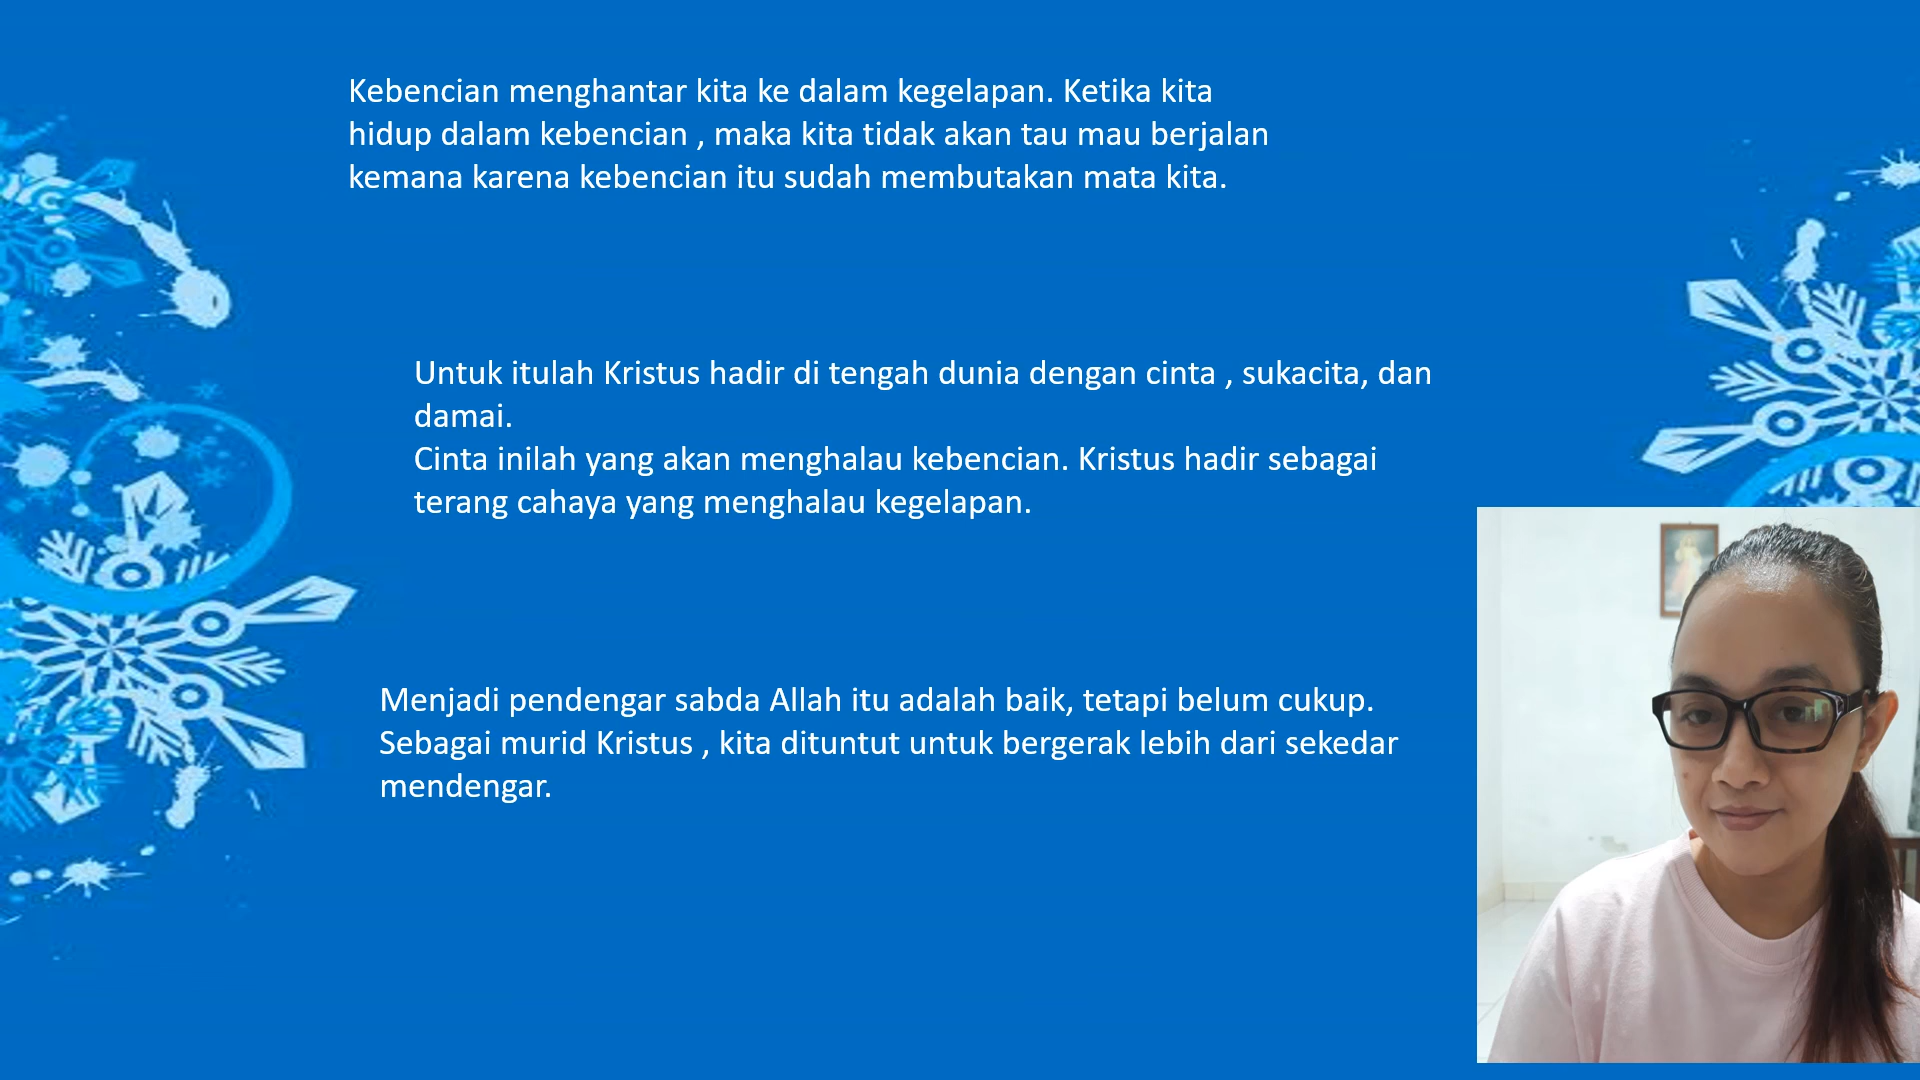 Kebencian menghantar kita ke dalam kegelapan. Ketika kita
hidup dalam kebencian , maka kita tidak akan tau mau berjalan
kemana karena kebencian itu sudah membutakan mata kita.
Untuk itulah Kristus hadir di tengah dunia dengan cinta , sukacita, dan
damai.
Cinta inilah yang akan menghalau kebencian. Kristus hadir sebagai
terang cahaya yang menghalau kegelapan.
Menjadi pendengar sabda Allah itu adalah baik, tetapi belum cukup.
Sebagai murid Kristus , kita dituntut untuk bergerak lebih dari sekedar
mendengar.